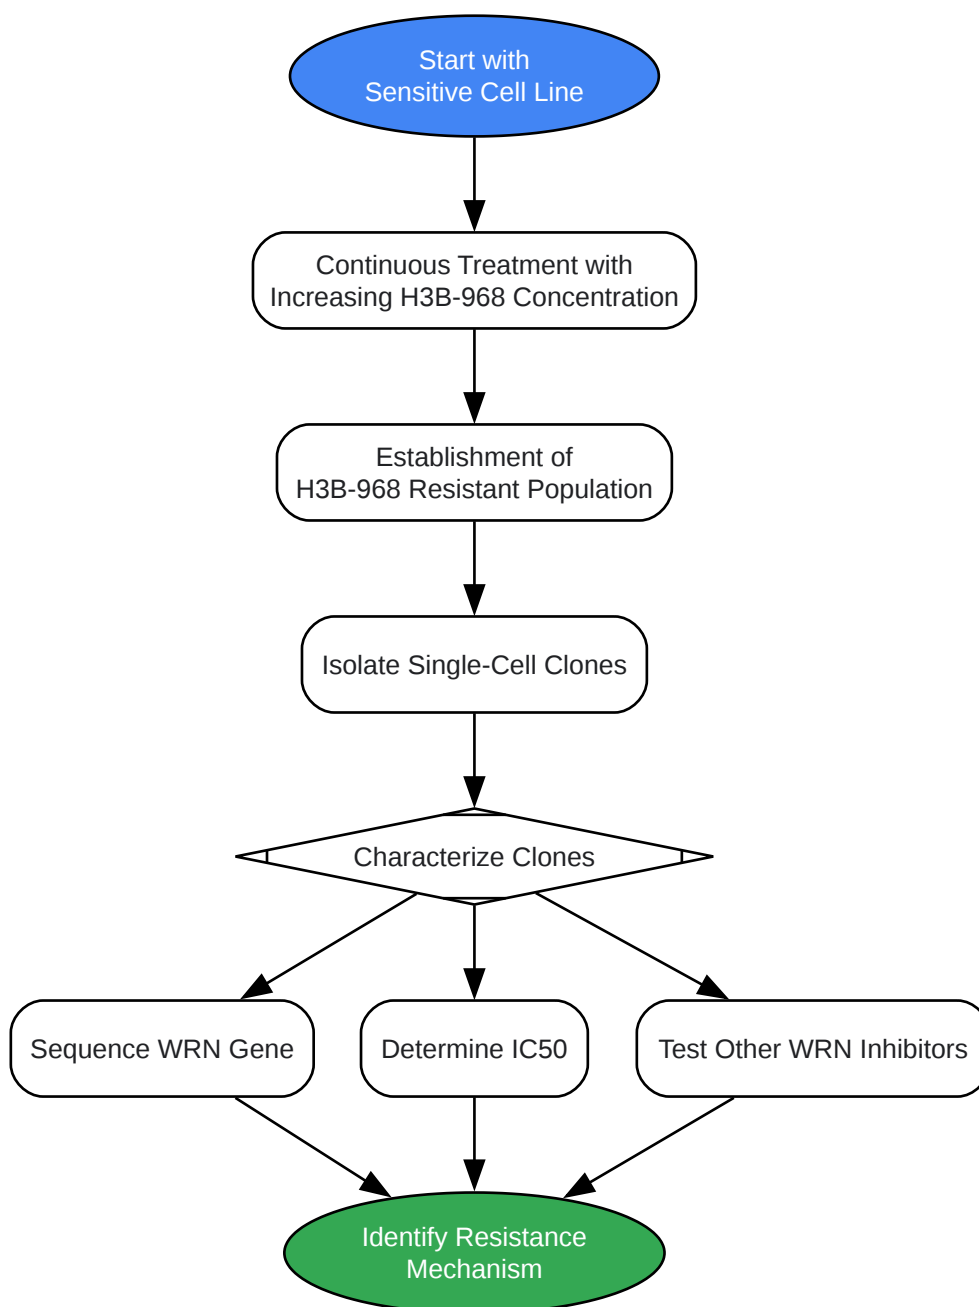 Start with
Sensitive Cell Line
Continuous Treatment with
Increasing H3B-968 Concentration
Establishment of
H3B-968 Resistant Population
Isolate Single-Cell Clones
Characterize Clones
Sequence WRN Gene
Determine IC50
Test Other WRN Inhibitors
Identify Resistance
Mechanism